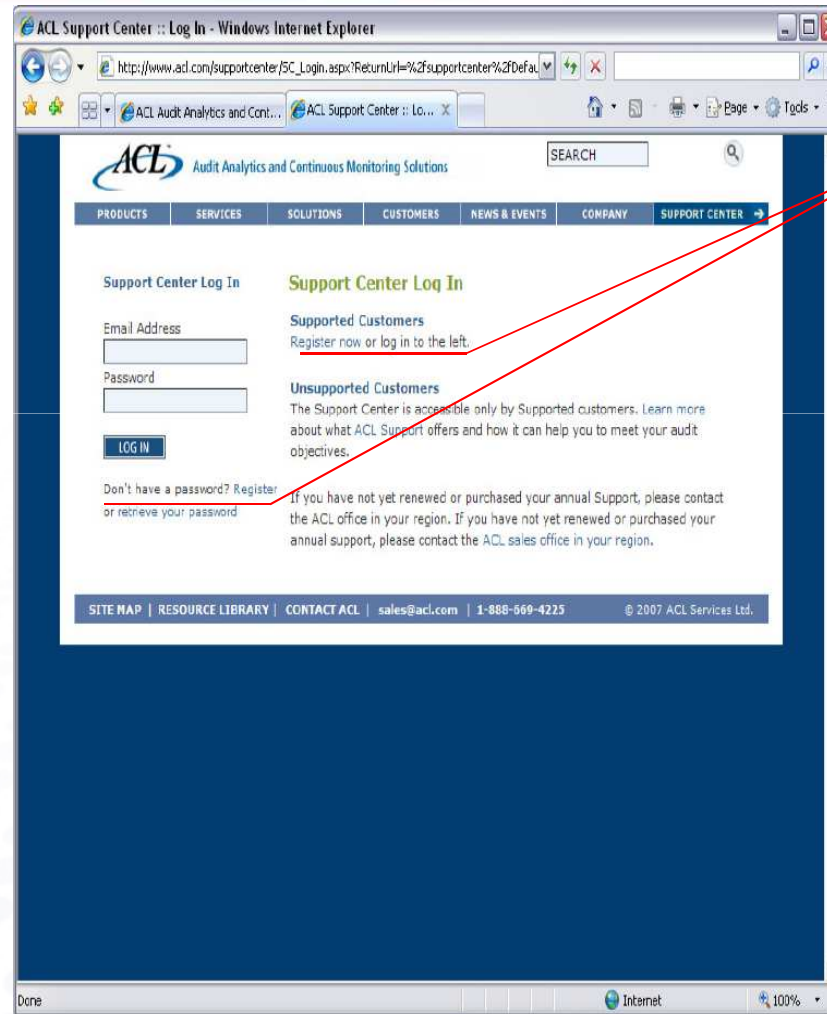 ACL Support Center :: Log In - Windows Internet Explorer
http://www.acl.com/supportcenter/SC_Login.aspx?ReturnUrl=%2fsupportcenter%2fDefau
ACL Audit Analytics and Cont...
ACL Support Center :: Lo...
Page
Tools
ACL Audit Analytics and Continuous Monitoring Solutions
SEARCH
PRODUCTS SERVICES SOLUTIONS CUSTOMERS NEWS & EVENTS COMPANY SUPPORT CENTER
Support Center Log In
Email Address
Password
LOG IN
Don't have a password? Register
or retrieve your password
Support Center Log In
Supported Customers
Register now or log in to the left.
Unsupported Customers
The Support Center is accessible only by Supported customers. Learn more
about what ACL Support offers and how it can help you to meet your audit
objectives.
If you have not yet renewed or purchased your annual Support, please contact
the ACL office in your region. If you have not yet renewed or purchased your
annual support, please contact the ACL sales office in your region.
SITE MAP | RESOURCE LIBRARY | CONTACT ACL | sales@acl.com | 1-888-669-4225 © 2007 ACL Services Ltd.
Done
Internet
100%